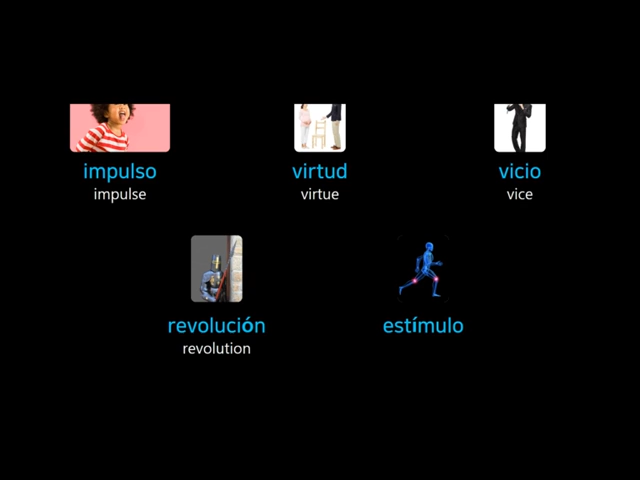 impulso
impulse
virtud
virtue
vicio
vice
revolución
revolution
estímulo